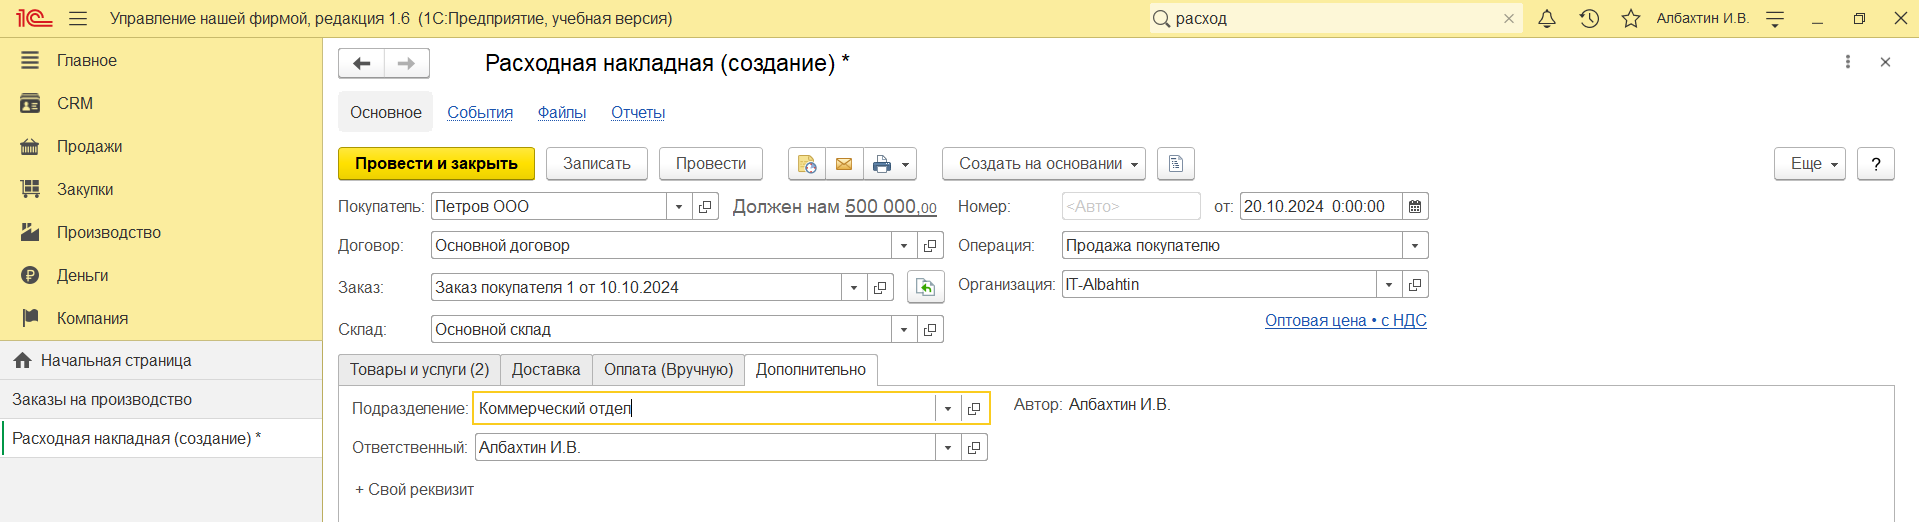 1С Управление нашей фирмой, редакция 1.6 (1С:Предприятие, учебная версия) расход Албахтин И.В.
Главное
CRM
Продажи
Закупки
Производство
Деньги
Компания
Начальная страница
Заказы на производство
Расходная накладная (создание) *
Расходная накладная (создание) *
Основное События Файлы Отчеты
Провести и закрыть Записать Провести Создать на основании Еще ?
Покупатель: Петров ООО Должен нам 500 000,00 Номер: <Авто> от: 20.10.2024 0:00:00
Договор: Основной договор Операция: Продажа покупателю
Заказ: Заказ покупателя 1 от 10.10.2024 Организация: IT-Albahtin
Склад: Основной склад Оптовая цена • с НДС
Товары и услуги (2) Доставка Оплата (Вручную) Дополнительно
Подразделение: Коммерческий отдел Автор: Албахтин И.В.
Ответственный: Албахтин И.В.
+ Свой реквизит